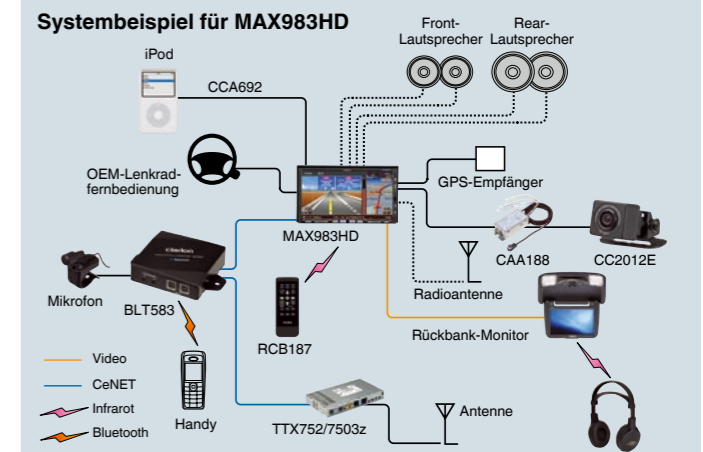 Systembeispiel für MAX983HD
Front-
Lautsprecher
Rear-
Lautsprecher
iPod
CCA692
OEM-Lenkrad-
fernbedienung
GPS-Empfänger
MAX983HD
CAA188
CC2012E
clarion
Mikrofon
BLT583
Radioantenne
RCB187
Rückbank-Monitor
Video
CeNET
Infrarot
Bluetooth
Handy
TTX752/7503z
Antenne